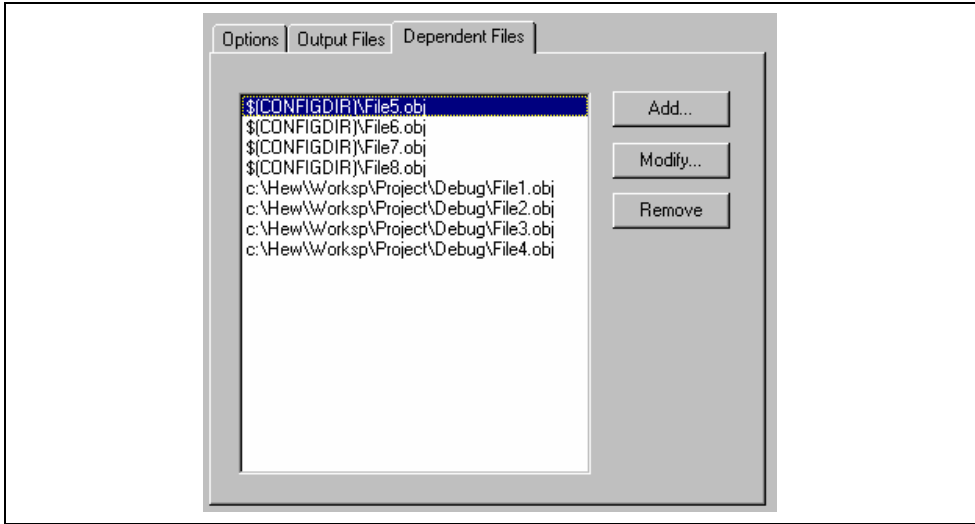 Options Output Files Dependent Files
$(CONFIGDIR)\File5.obj
$(CONFIGDIR)\File6.obj
$(CONFIGDIR)\File7.obj
$(CONFIGDIR)\File8.obj
c:\Hew\Worksp\Project\Debug\File1.obj
c:\Hew\Worksp\Project\Debug\File2.obj
c:\Hew\Worksp\Project\Debug\File3.obj
c:\Hew\Worksp\Project\Debug\File4.obj
Add...
Modify...
Remove